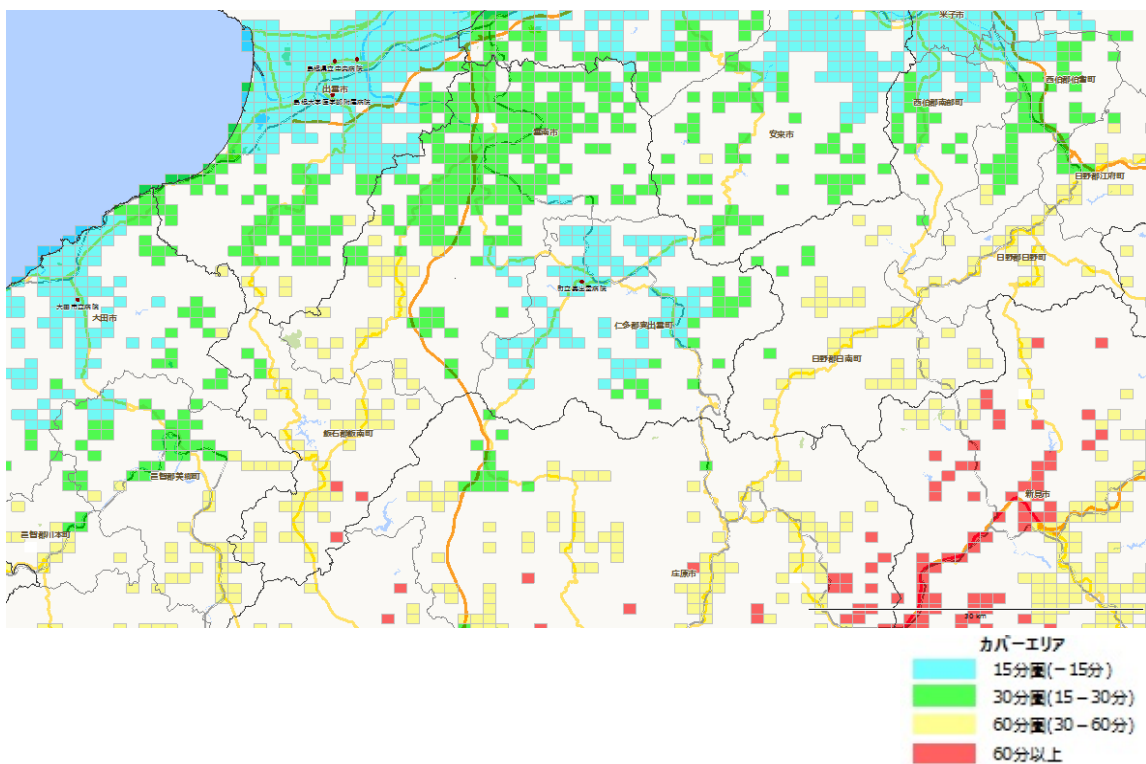 米子市
島根県立中央病院
出雲市
島根大学医学部附属病院
西伯郡伯耆町
西伯郡南部町
雲南市
安来市
日野郡江府町
日野郡日野町
町立奥出雲病院
大田市立病院
大田市
仁多郡奥出雲町
日野郡日南町
飯石郡飯南町
邑智郡美郷町
新見市
邑智郡川本町
庄原市
20 km
カバーエリア
15分圏(－15分)
30分圏(15－30分)
60分圏(30－60分)
60分以上